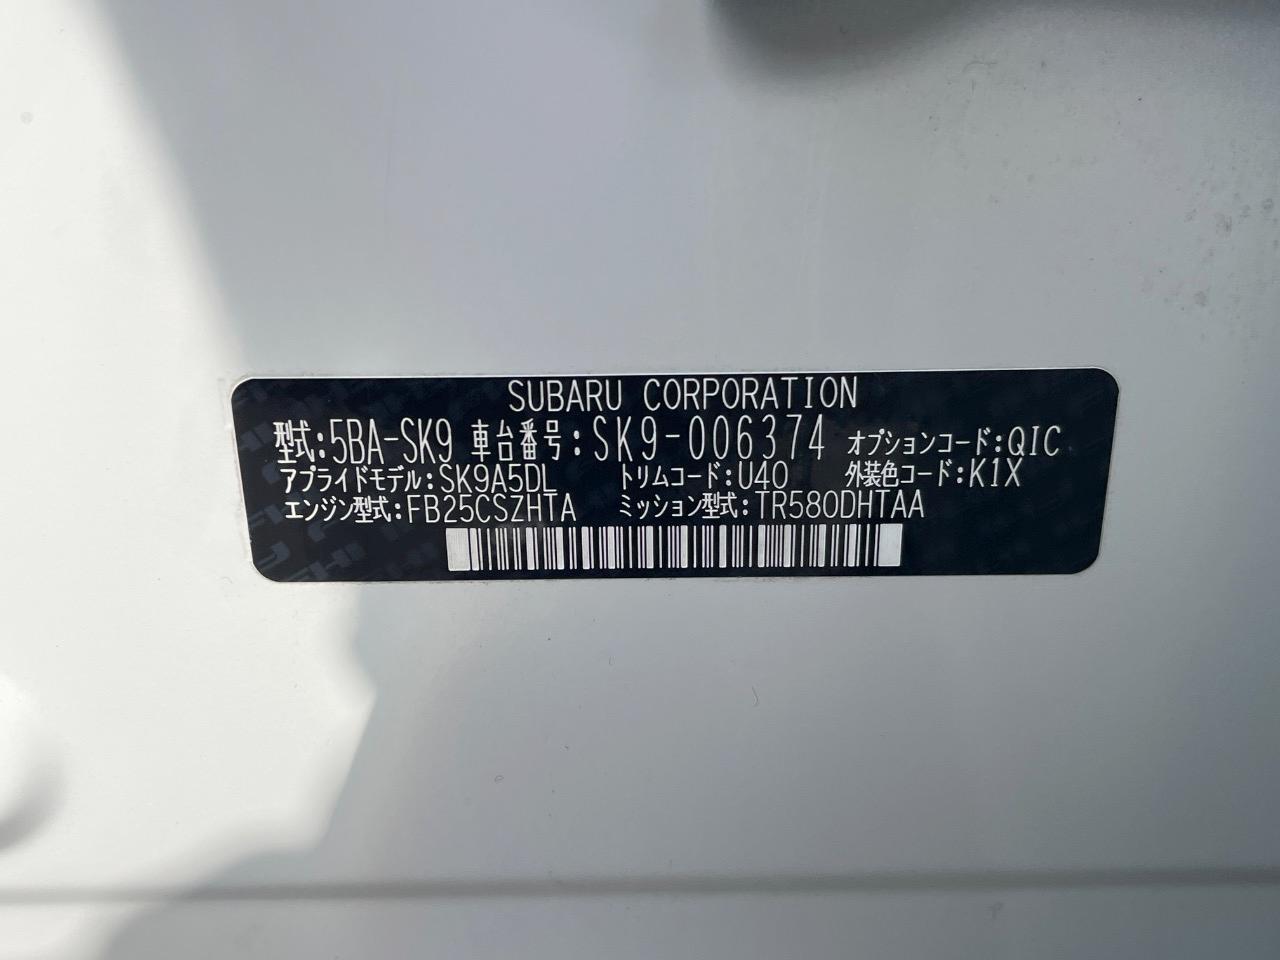 SUBARU CORPORATION
型式:5BA-SK9 車台番号:SK9-006374 オプションコード:QIC
アプライドモデル:SK9A5DL トリムコード:U40 外装色コード:K1X
エンジン型式:FB25CSZHTA ミッション型式:TR580DHTAA